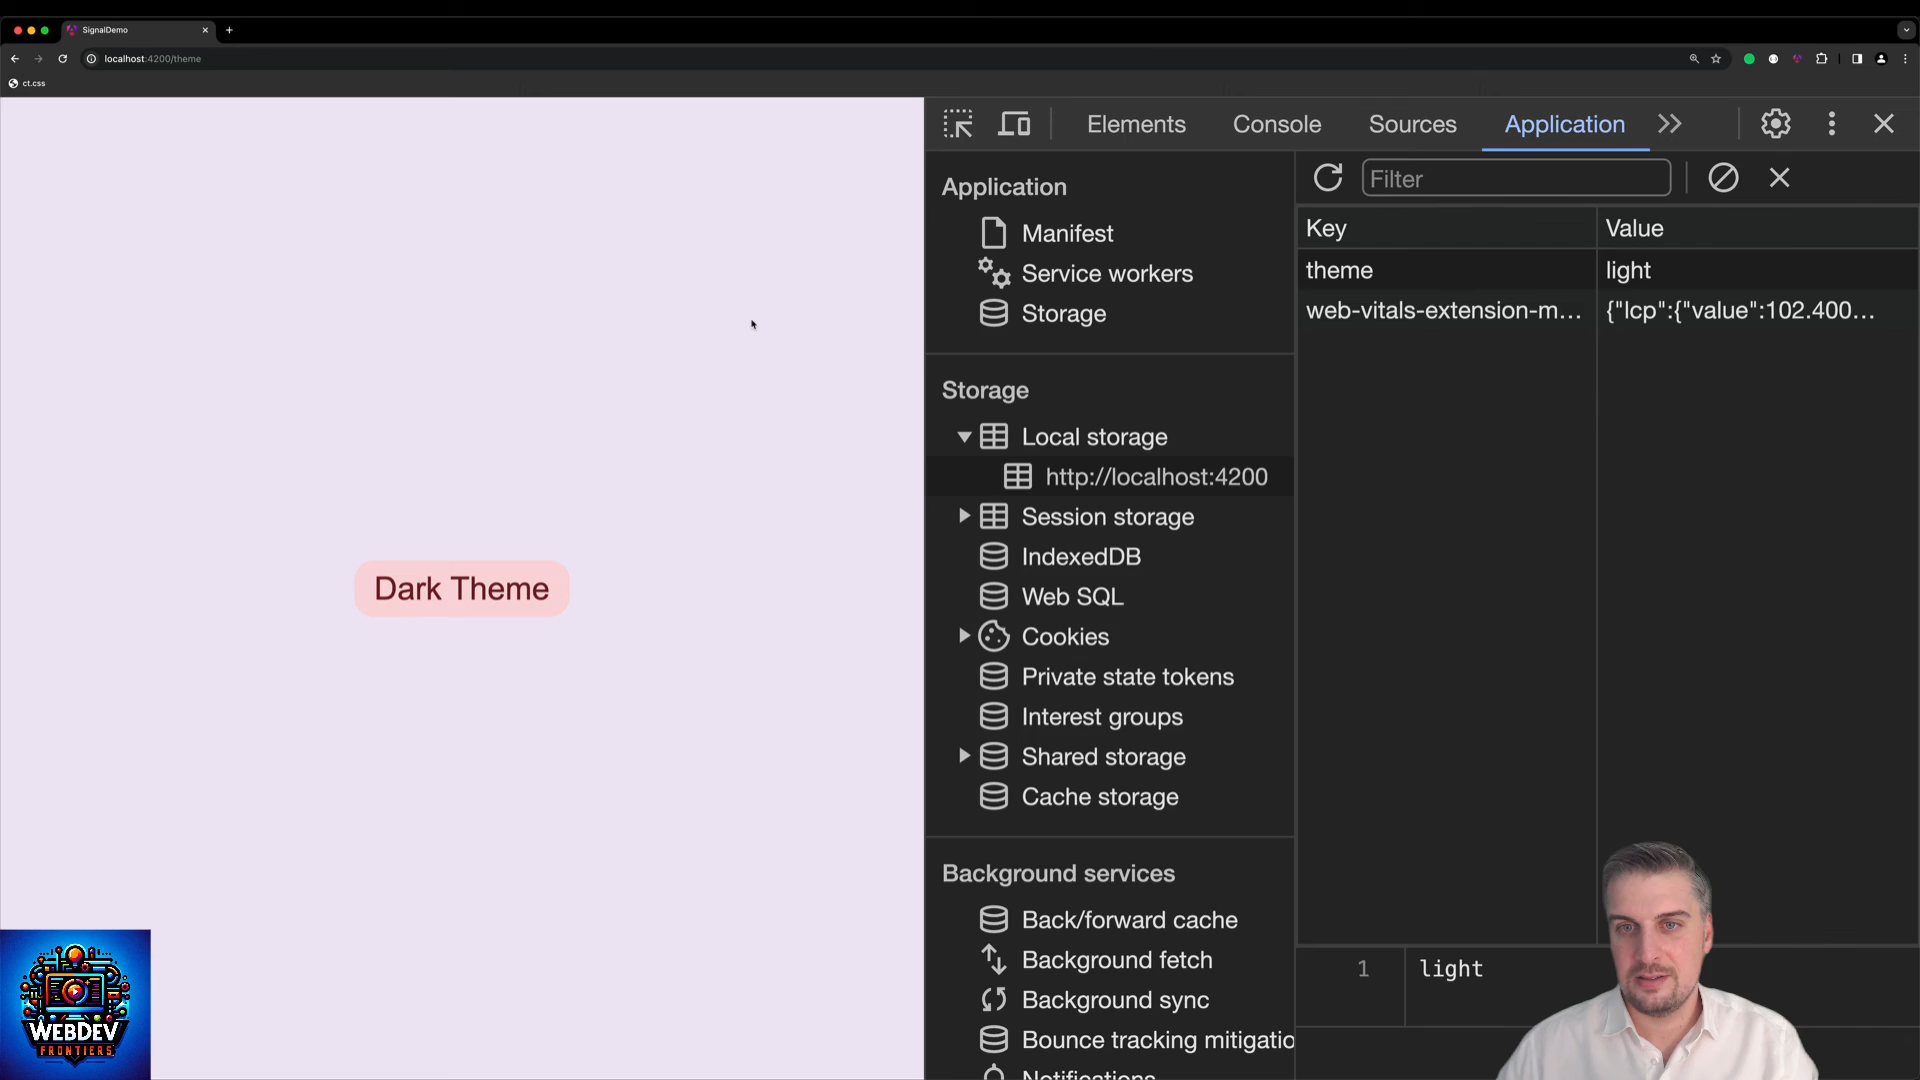 SignalDemo
localhost:4200/theme
ct.css
Dark Theme
WEBDEV
FRONTIERS
Elements
Console
Sources
Application
Application
Manifest
Service workers
Storage
Storage
Local storage
http://localhost:4200
Session storage
IndexedDB
Web SQL
Cookies
Private state tokens
Interest groups
Shared storage
Cache storage
Background services
Back/forward cache
Background fetch
Background sync
Bounce tracking mitigatio
Notifications
Filter
Key Value
theme light
web-vitals-extension-m... {"lcp":{"value":102.400...
1 light